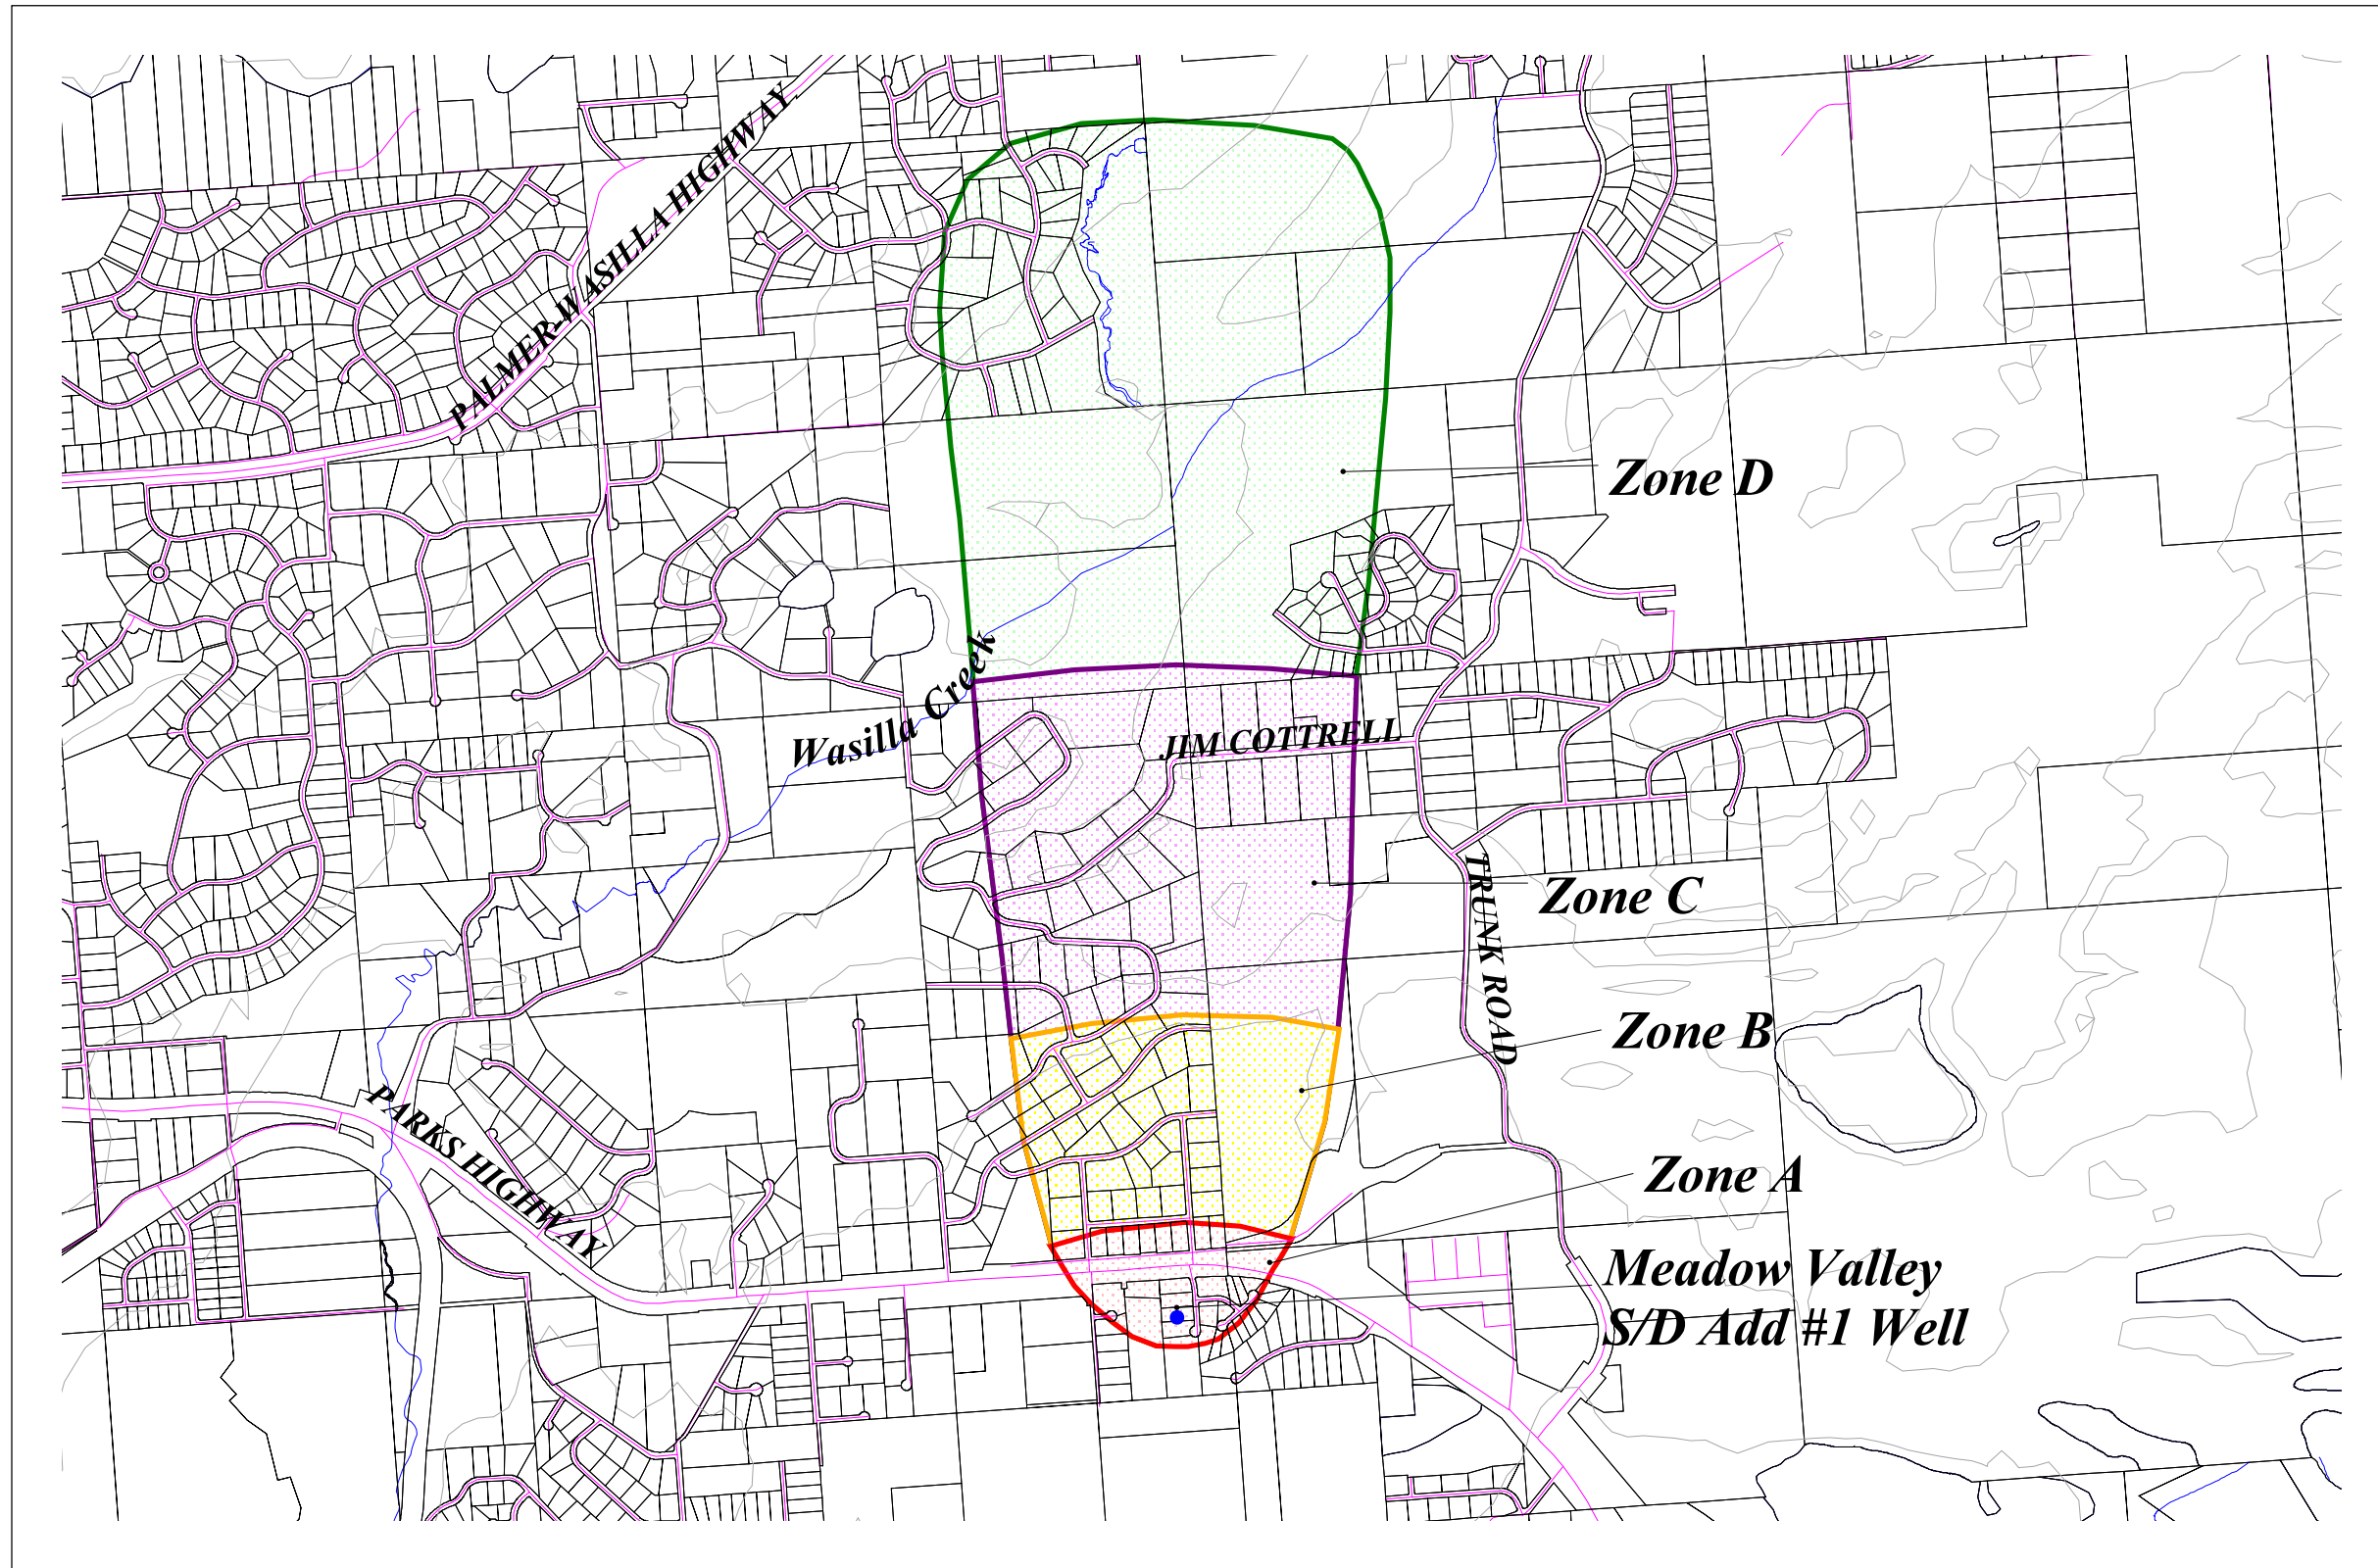 PALMER-WASILLA HIGHWAY
Zone D
Wasilla Creek
JIM COTTRELL
Zone C
TRUNK ROAD
Zone B
PARKS HIGHWAY
Zone A
Meadow Valley
S/D Add #1 Well